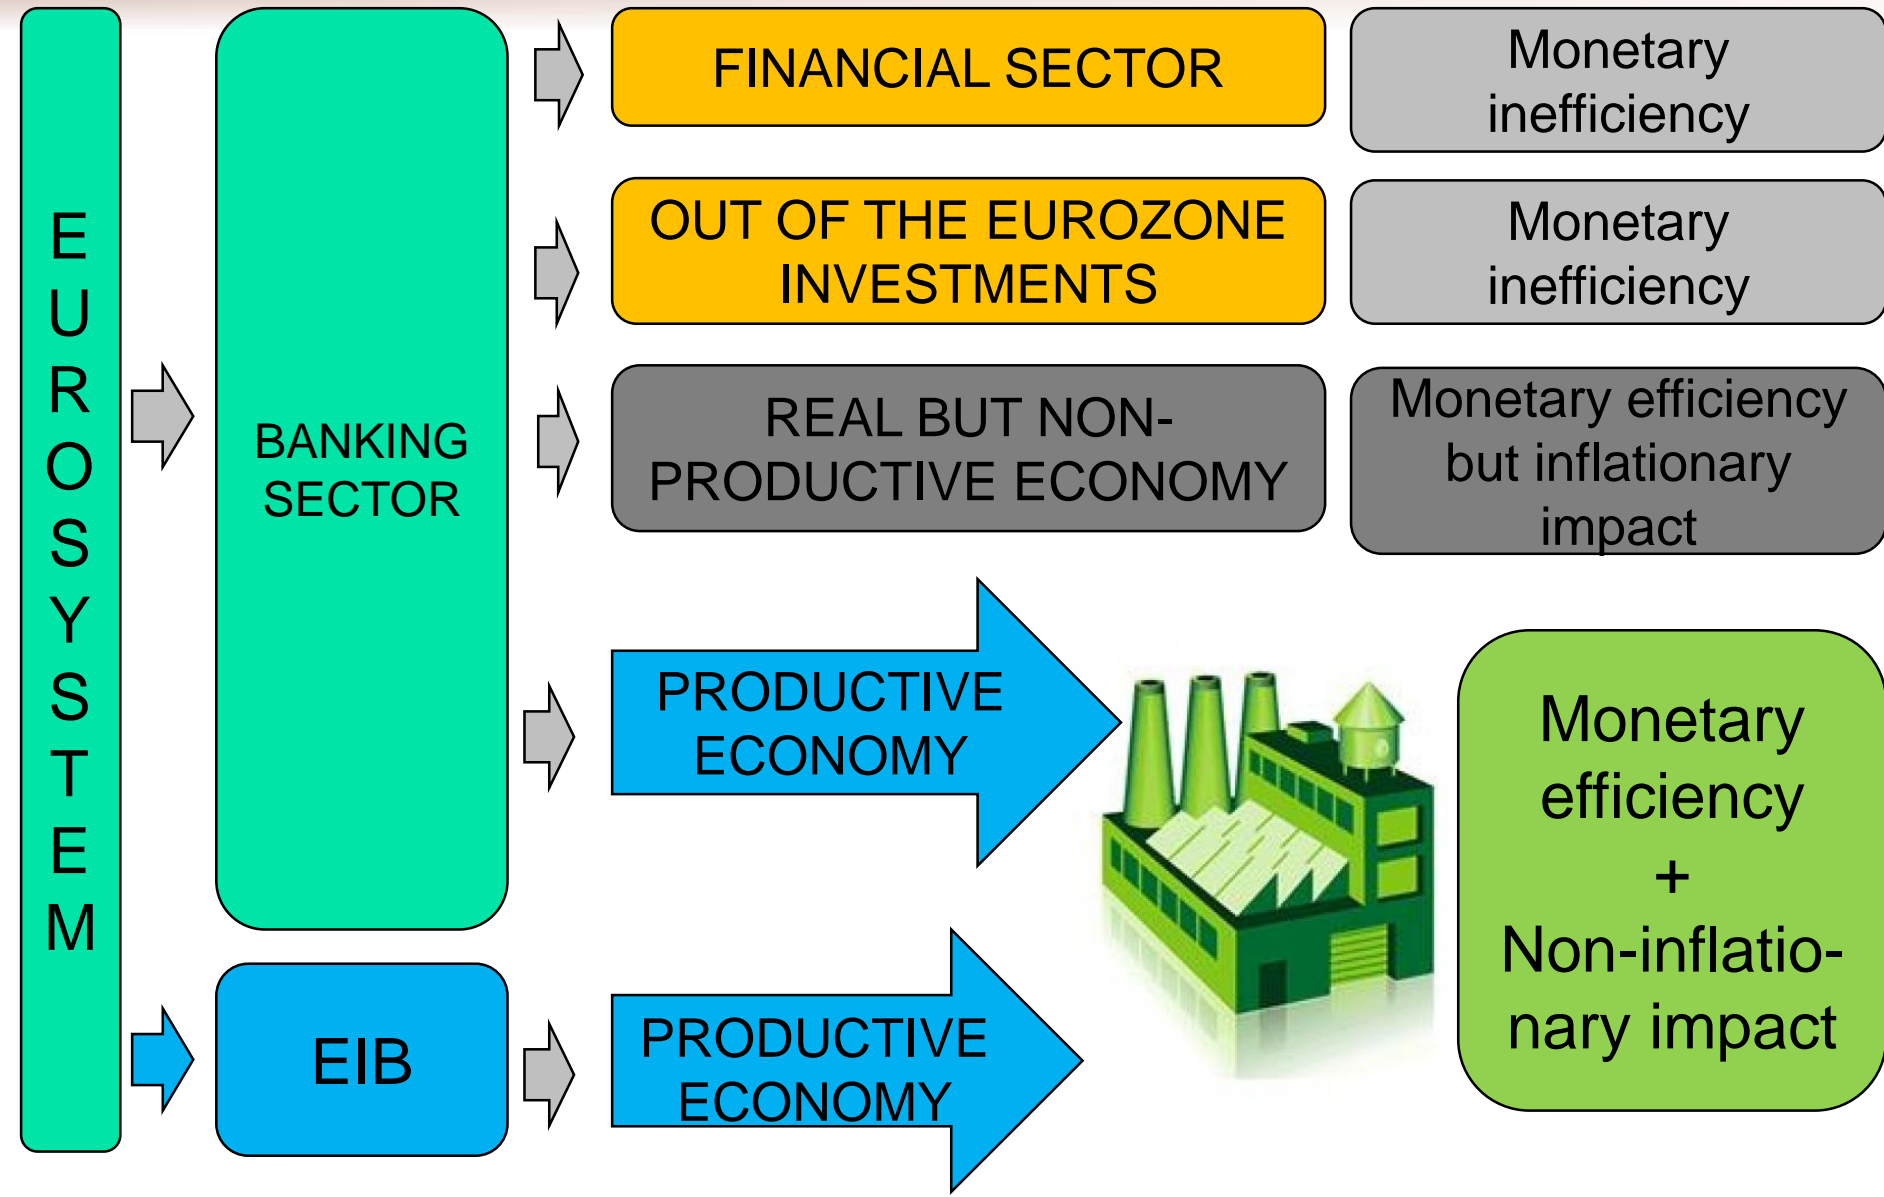 EUROSYSTEM
BANKING
SECTOR
FINANCIAL SECTOR
Monetary
inefficiency
OUT OF THE EUROZONE
INVESTMENTS
Monetary
inefficiency
REAL BUT NON-
PRODUCTIVE ECONOMY
Monetary efficiency
but inflationary
impact
PRODUCTIVE
ECONOMY
Monetary
efficiency
+
Non-inflatio-
nary impact
EIB
PRODUCTIVE
ECONOMY